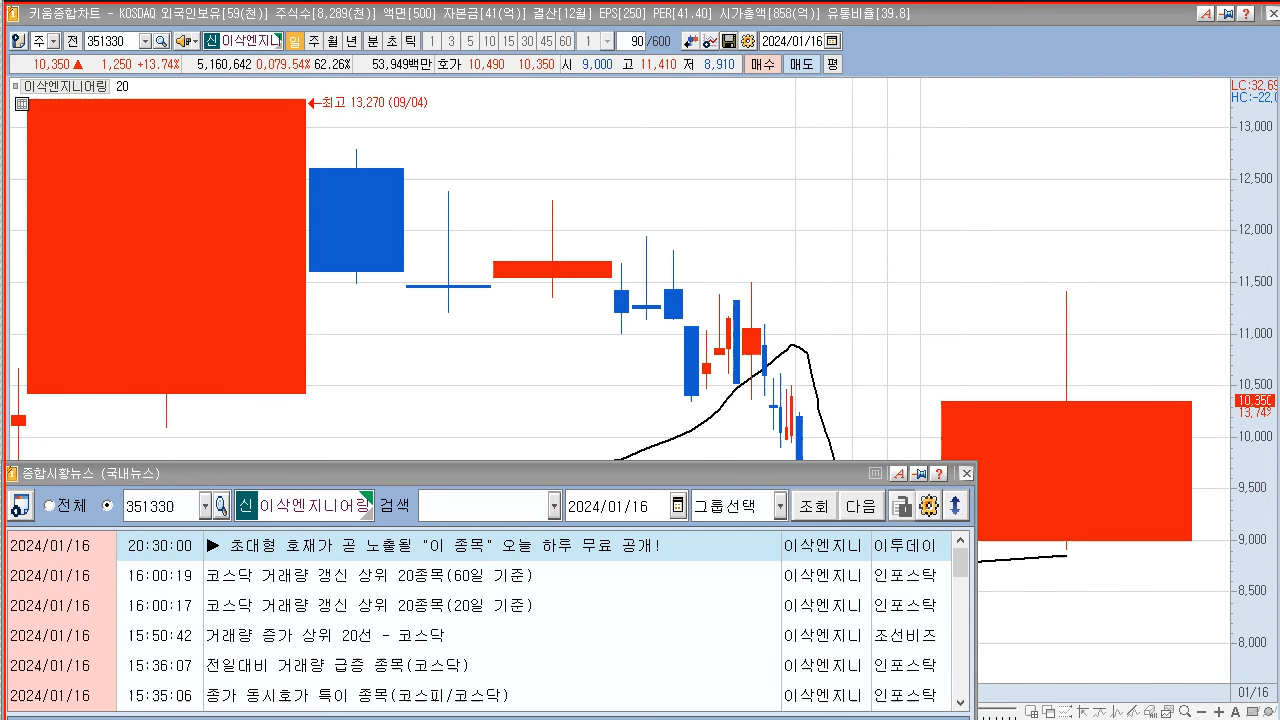 키움종합차트 - KOSDAQ 외국인보유[59(천)] 주식수[8,289(천)] 액면[500] 자본금[41(억)] 결산[12월] EPS[250] PER[41.40] 시가총액[858(억)] 유통비율[39.8]
주 전 351330 신 이삭엔지니 일 주 월 년 분 초 틱 1 3 5 10 15 30 45 60 1 90 /600 2024/01/16
10,350 ▲ 1,250 +13.74% 5,160,642 62.26% 53,949백만 호가 10,490 10,350 시 9,000 고 11,410 저 8,910 매수 매도 평
이삭엔지니어링 20
LC:32,69
HC:-22,
←최고 13,270 (09/04)
13,000
12,500
12,000
11,500
11,000
10,500
10,350
13,74%
10,000
9,500
9,000
8,500
8,000
01/16
종합시황뉴스 (국내뉴스)
전체 351330 신 이삭엔지니어링 검색 2024/01/16 그룹선택 조회 다음
2024/01/16 20:30:00 ▶ 초대형 호재가 곧 노출될 "이 종목" 오늘 하루 무료 공개! 이삭엔지니 이투데이
2024/01/16 16:00:19 코스닥 거래량 갱신 상위 20종목(60일 기준) 이삭엔지니 인포스탁
2024/01/16 16:00:17 코스닥 거래량 갱신 상위 20종목(20일 기준) 이삭엔지니 인포스탁
2024/01/16 15:50:42 거래량 증가 상위 20선 - 코스닥 이삭엔지니 조선비즈
2024/01/16 15:36:07 전일대비 거래량 급증 종목(코스닥) 이삭엔지니 인포스탁
2024/01/16 15:35:06 종가 동시호가 특이 종목(코스피/코스닥) 이삭엔지니 인포스탁